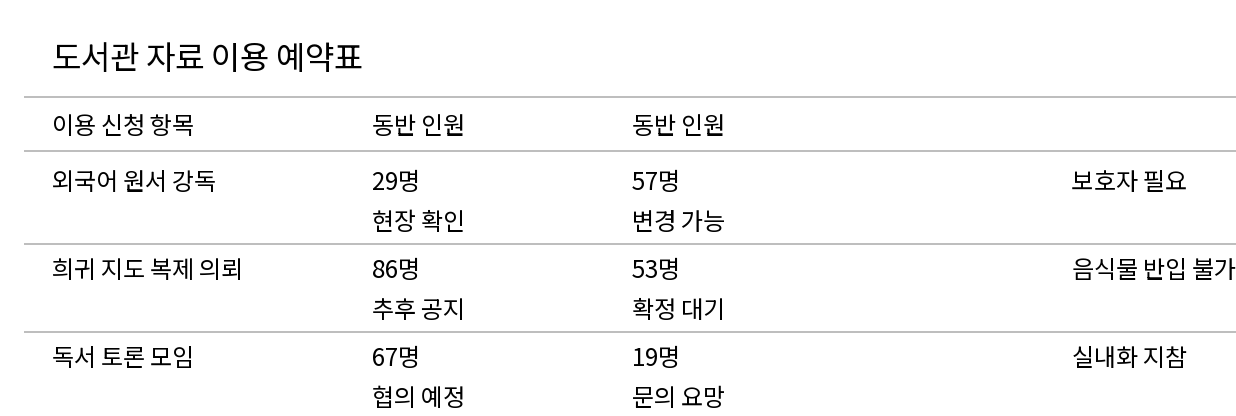 도서관 자료 이용 예약표
이용 신청 항목 동반 인원 동반 인원
외국어 원서 강독 29명 57명 보호자 필요
현장 확인 변경 가능
희귀 지도 복제 의뢰 86명 53명 음식물 반입 불가
추후 공지 확정 대기
독서 토론 모임 67명 19명 실내화 지참
협의 예정 문의 요망